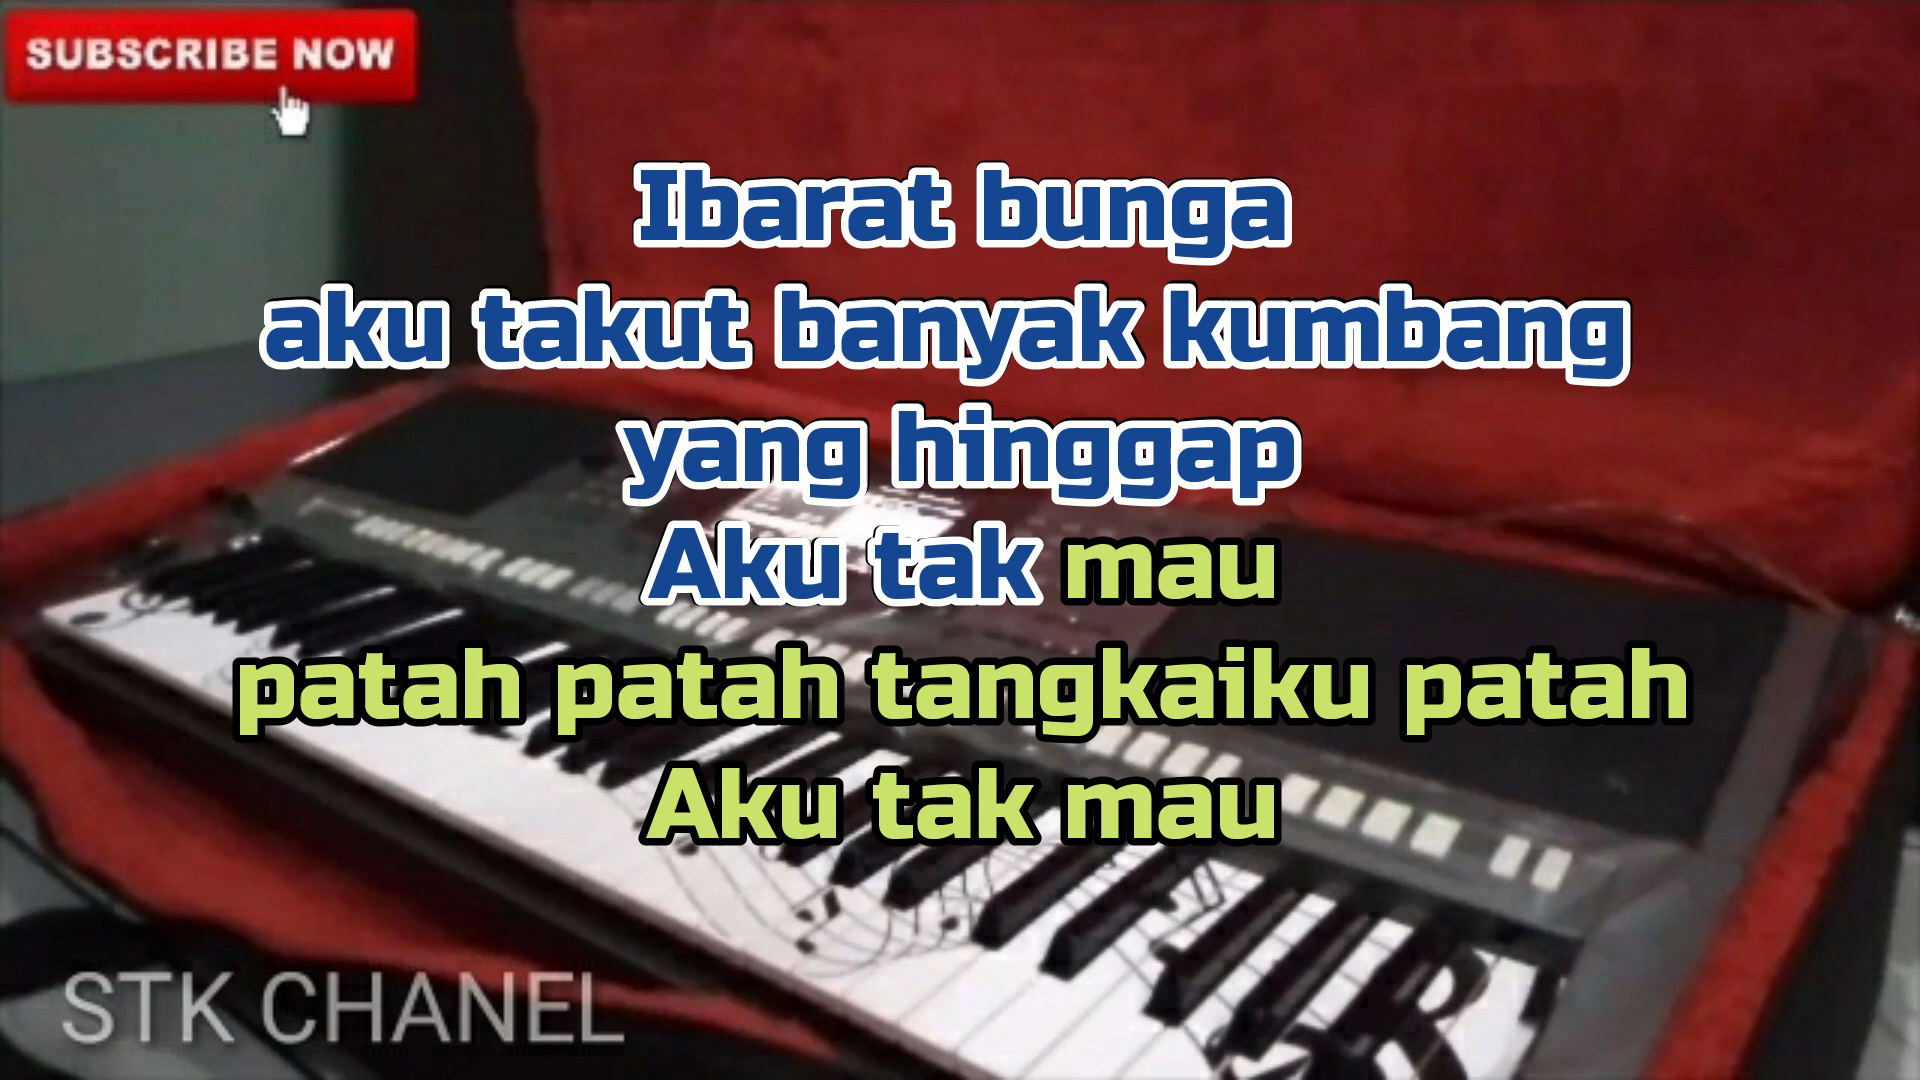 SUBSCRIBE NOW
Ibarat bunga
aku takut banyak kumbang
yang hinggap
Aku tak mau
patah patah tangkaiku patah
Aku tak mau
STK CHANEL